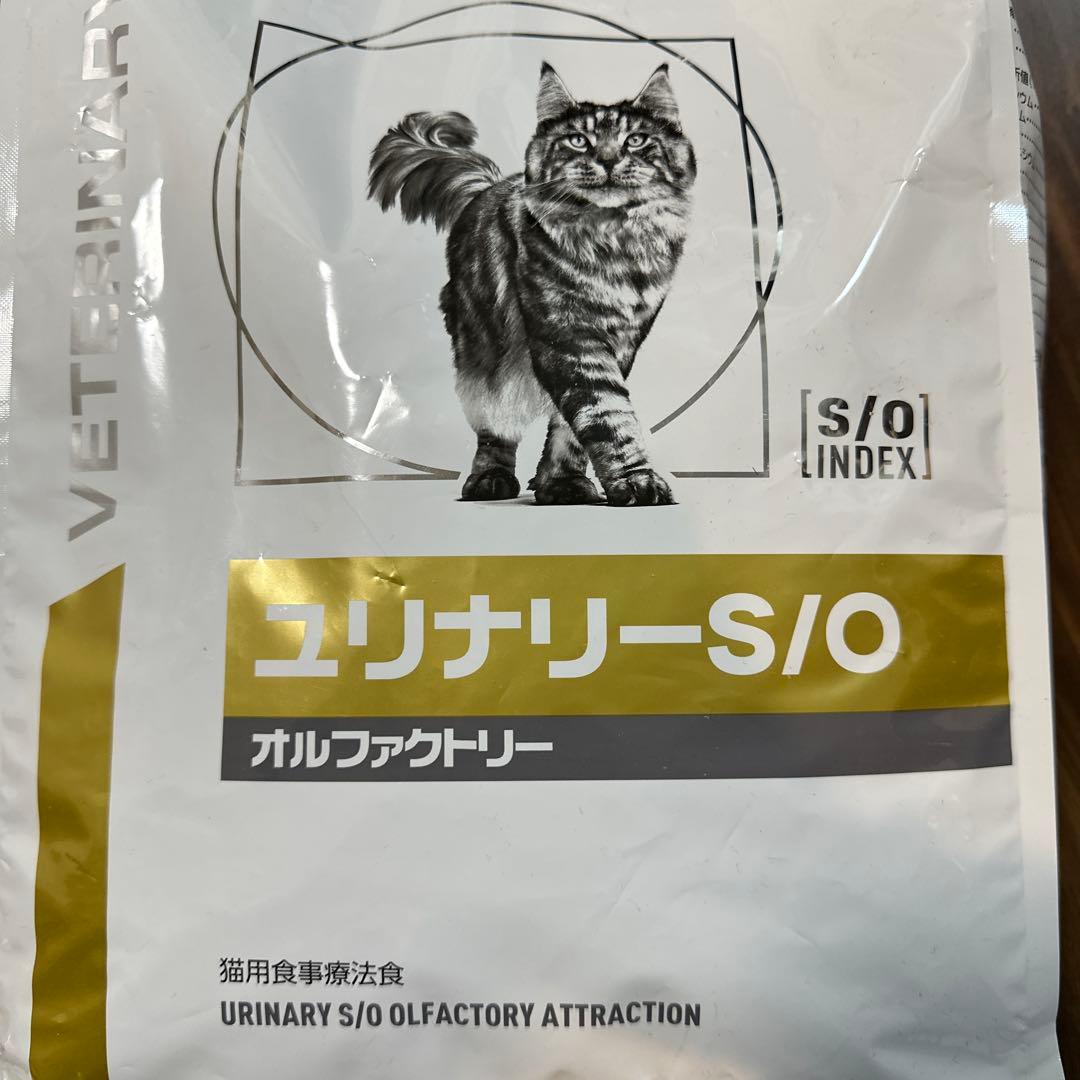 VETERINARY
S/O
INDEX
ユリナリーS/O
オルファクトリー
猫用食事療法食
URINARY S/O OLFACTORY ATTRACTION